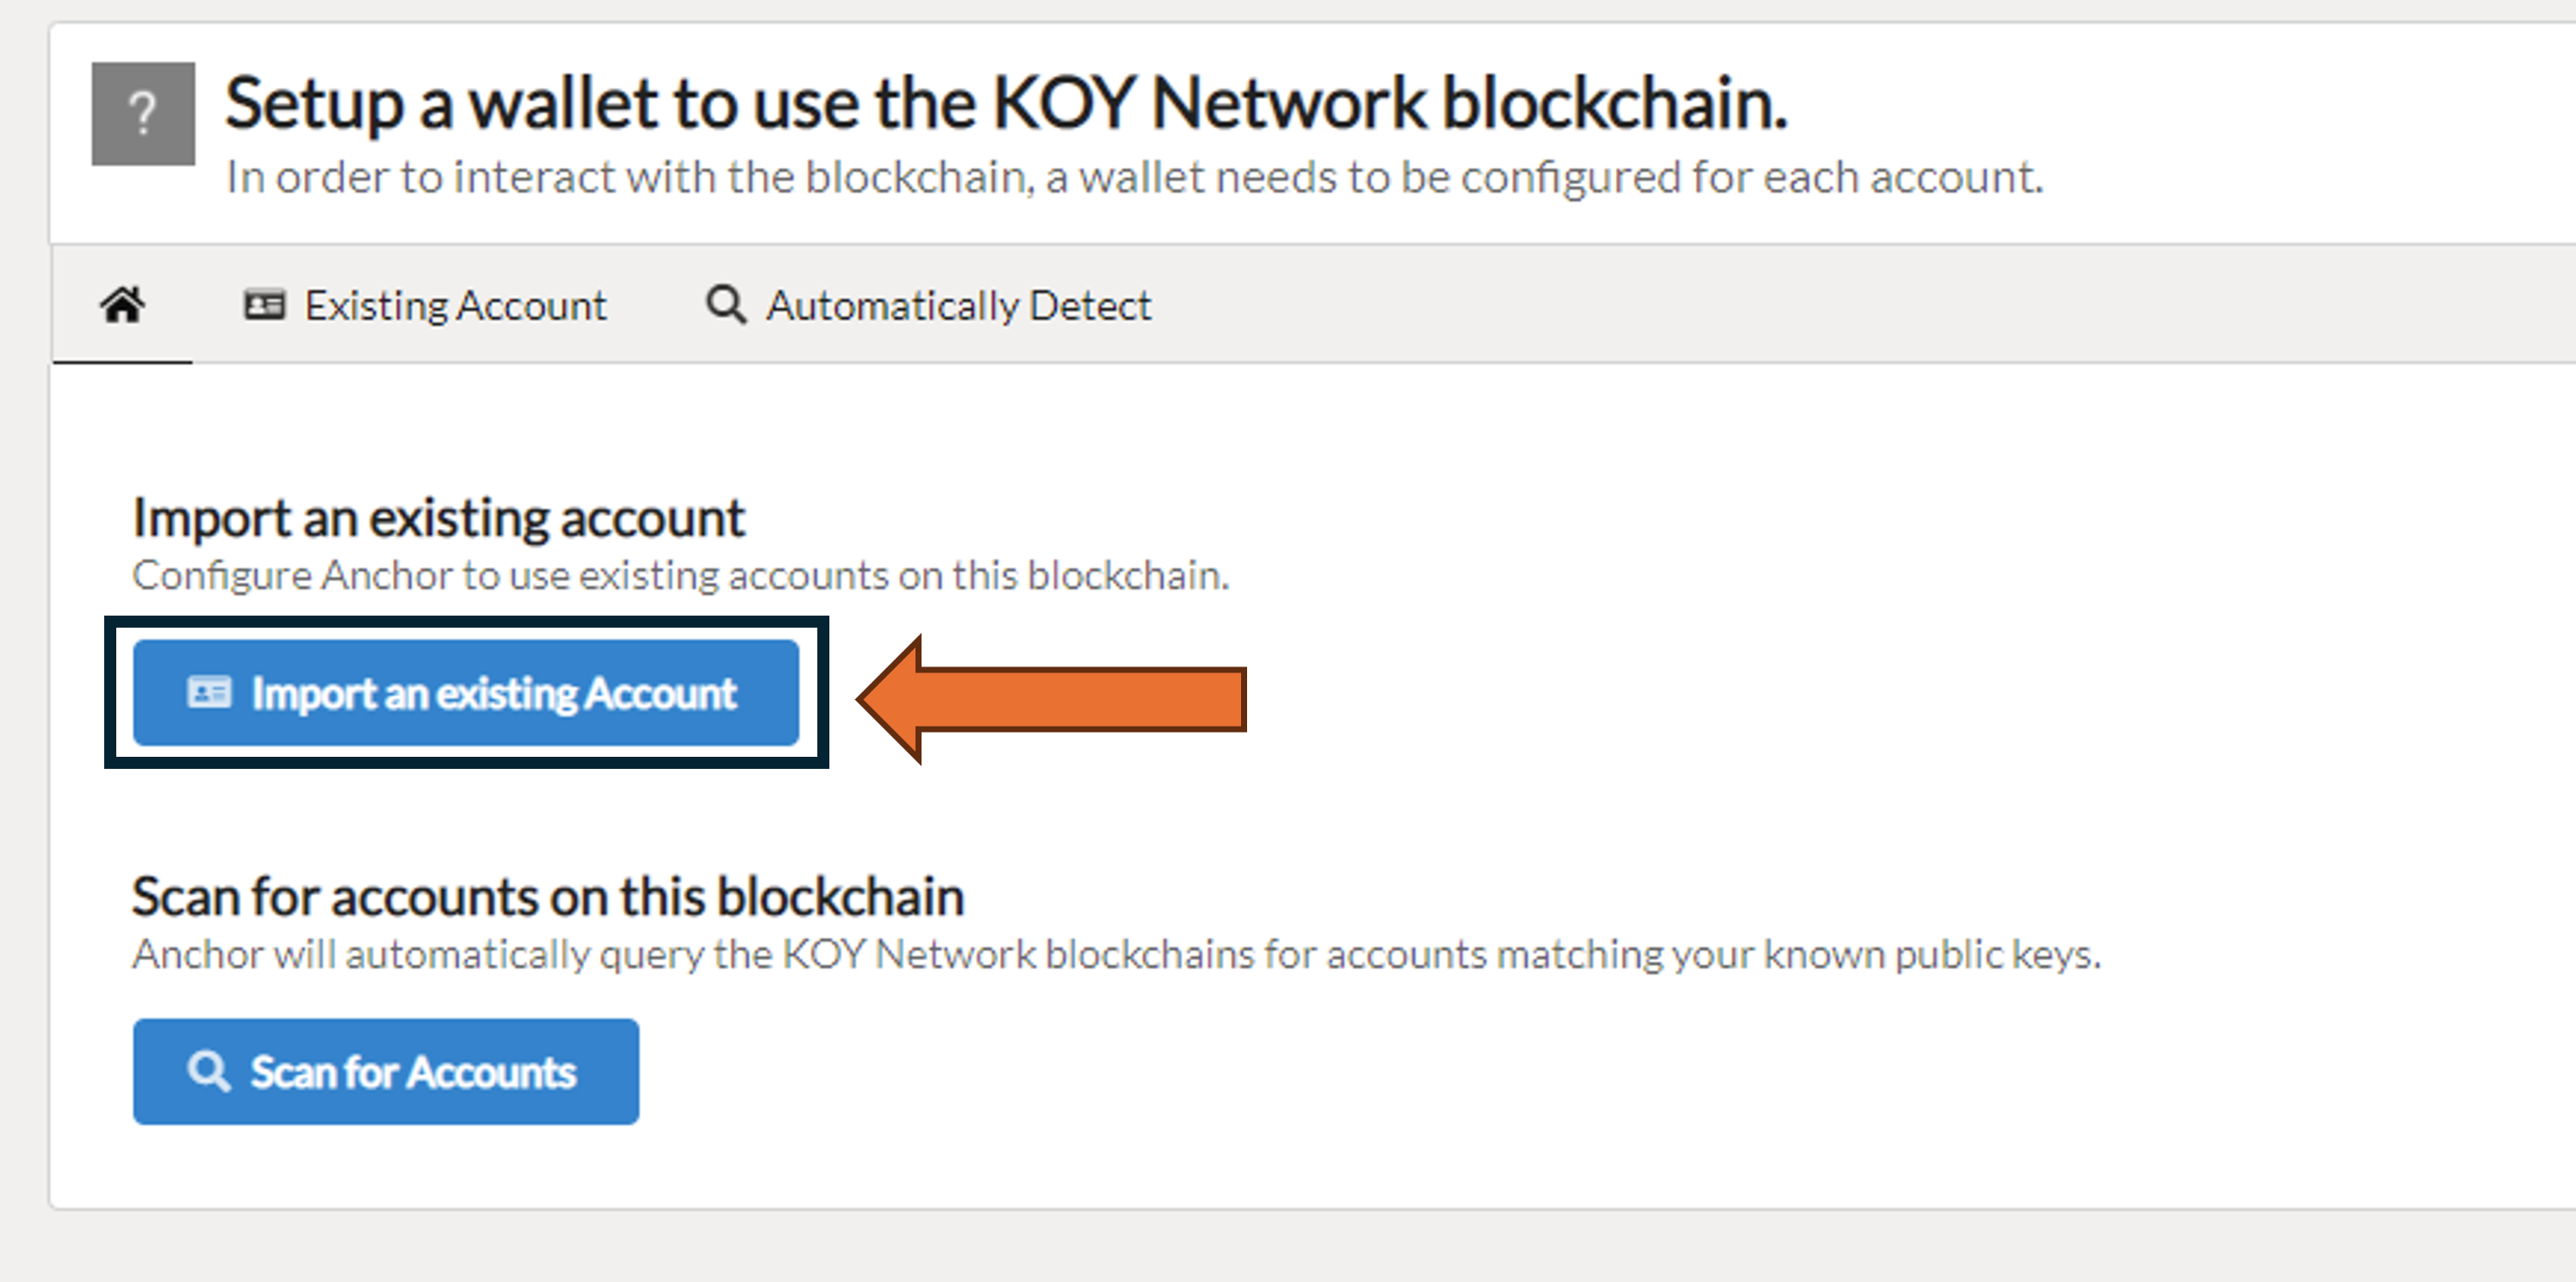 ?
Setup a wallet to use the KOY Network blockchain.
In order to interact with the blockchain, a wallet needs to be configured for each account.
Existing Account
Automatically Detect
Import an existing account
Configure Anchor to use existing accounts on this blockchain.
Import an existing Account
Scan for accounts on this blockchain
Anchor will automatically query the KOY Network blockchains for accounts matching your known public keys.
Scan for Accounts